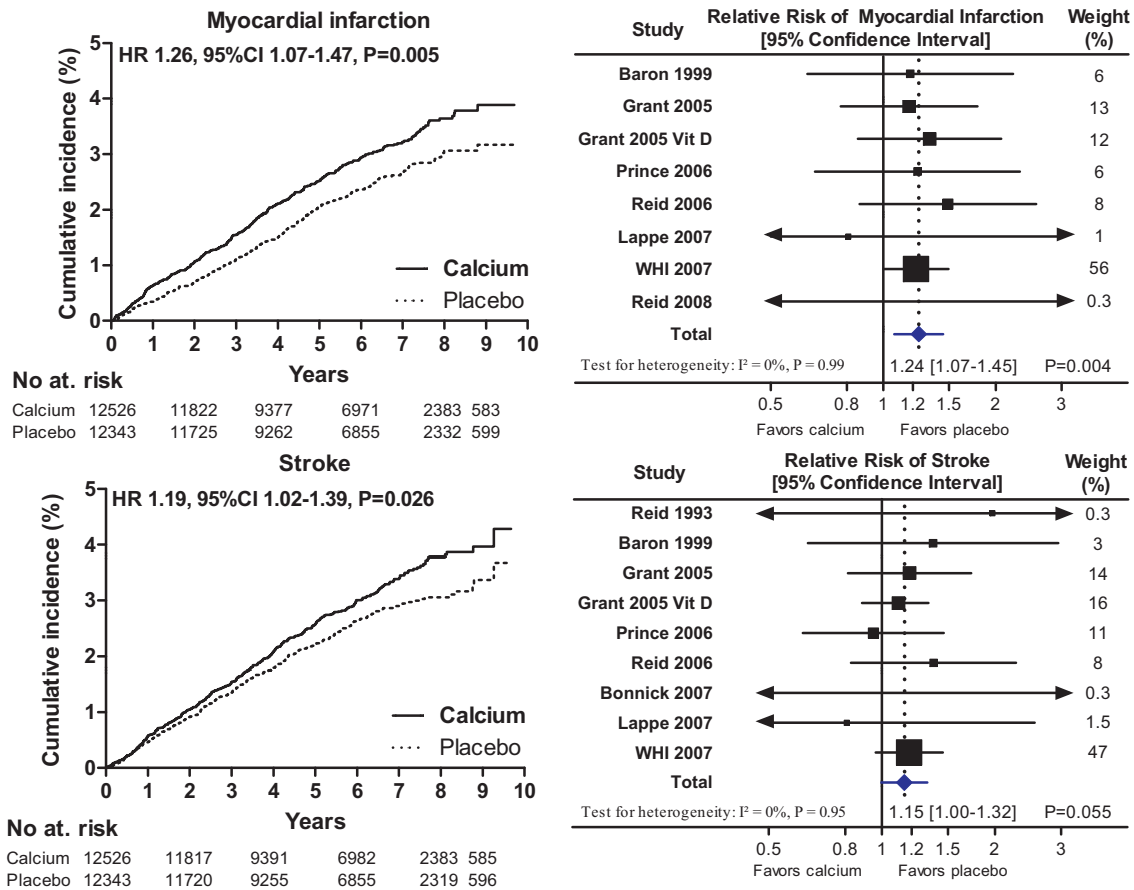 Myocardial infarction
HR 1.26, 95%CI 1.07-1.47, P=0.005
Cumulative incidence (%)
5
4
3
2
1
0
Calcium
Placebo
0 1 2 3 4 5 6 7 8 9 10
Years
No at. risk
Calcium 12526 11822 9377 6971 2383 583
Placebo 12343 11725 9262 6855 2332 599
Study Relative Risk of Myocardial Infarction Weight
[95% Confidence Interval] (%)
Baron 1999 6
Grant 2005 13
Grant 2005 Vit D 12
Prince 2006 6
Reid 2006 8
Lappe 2007 1
WHI 2007 56
Reid 2008 0.3
Total
Test for heterogeneity: I² = 0%, P = 0.99 1.24 [1.07-1.45] P=0.004
0.5 0.8 1 1.2 1.5 2 3
Favors calcium Favors placebo
Stroke
HR 1.19, 95%CI 1.02-1.39, P=0.026
Cumulative incidence (%)
5
4
3
2
1
0
Calcium
Placebo
0 1 2 3 4 5 6 7 8 9 10
Years
No at. risk
Calcium 12526 11817 9391 6982 2383 585
Placebo 12343 11720 9255 6855 2319 596
Study Relative Risk of Stroke Weight
[95% Confidence Interval] (%)
Reid 1993 0.3
Baron 1999 3
Grant 2005 14
Grant 2005 Vit D 16
Prince 2006 11
Reid 2006 8
Bonnick 2007 0.3
Lappe 2007 1.5
WHI 2007 47
Total
Test for heterogeneity: I² = 0%, P = 0.95 1.15 [1.00-1.32] P=0.055
0.5 0.8 1 1.2 1.5 2 3
Favors calcium Favors placebo